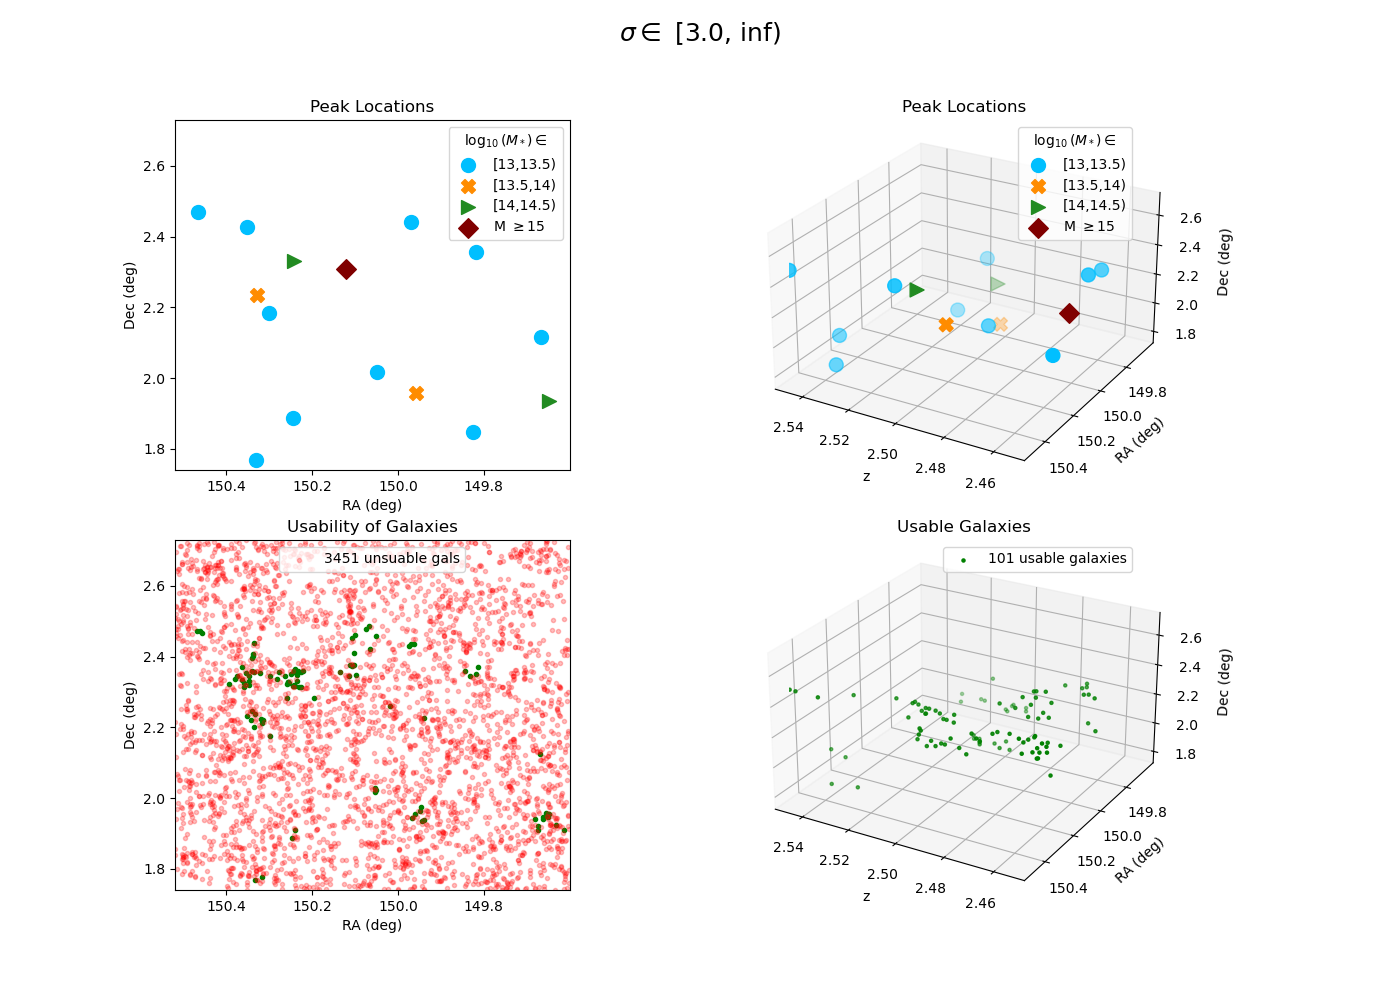 σ ∈ [3.0, inf)
Peak Locations
log₁₀(M*) ∈
[13,13.5)
[13.5,14)
[14,14.5)
M ≥15
2.6
2.4
2.2
2.0
1.8
Dec (deg)
150.4 150.2 150.0 149.8
RA (deg)
Peak Locations
log₁₀(M*) ∈
[13,13.5)
[13.5,14)
[14,14.5)
M ≥15
2.6
2.4
2.2
2.0
1.8
Dec (deg)
149.8
150.0
150.2
150.4
RA (deg)
2.54
2.52
2.50
2.48
2.46
z
Usability of Galaxies
3451 unsuable gals
2.6
2.4
2.2
2.0
1.8
Dec (deg)
150.4 150.2 150.0 149.8
RA (deg)
Usable Galaxies
101 usable galaxies
2.6
2.4
2.2
2.0
1.8
Dec (deg)
149.8
150.0
150.2
150.4
RA (deg)
2.54
2.52
2.50
2.48
2.46
z